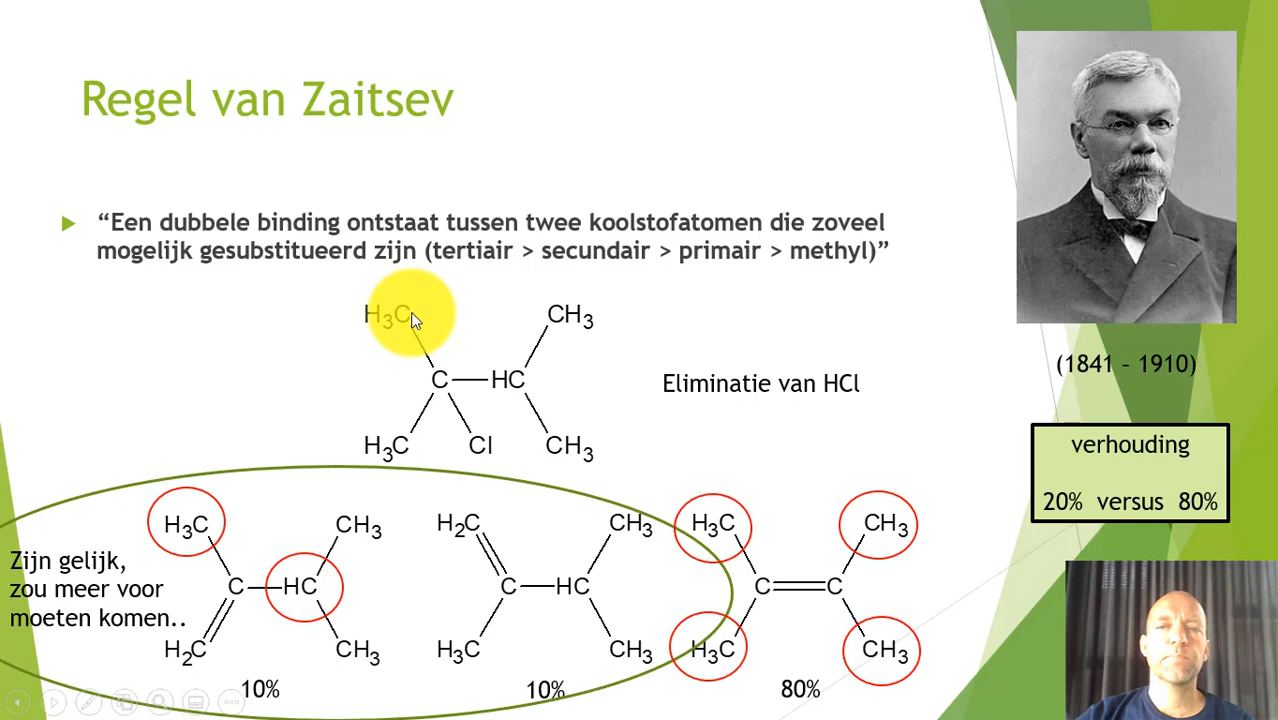 Regel van Zaitsev
“Een dubbele binding ontstaat tussen twee koolstofatomen die zoveel
mogelijk gesubstitueerd zijn (tertiair > secundair > primair > methyl)”
H3C CH3
C HC
H3C Cl CH3
Eliminatie van HCl
(1841 – 1910)
verhouding
20% versus 80%
Zijn gelijk,
zou meer voor
moeten komen..
H3C CH3
C HC
H2C CH3
10%
H2C CH3
C HC
H3C CH3
10%
H3C CH3
C C
H3C CH3
80%